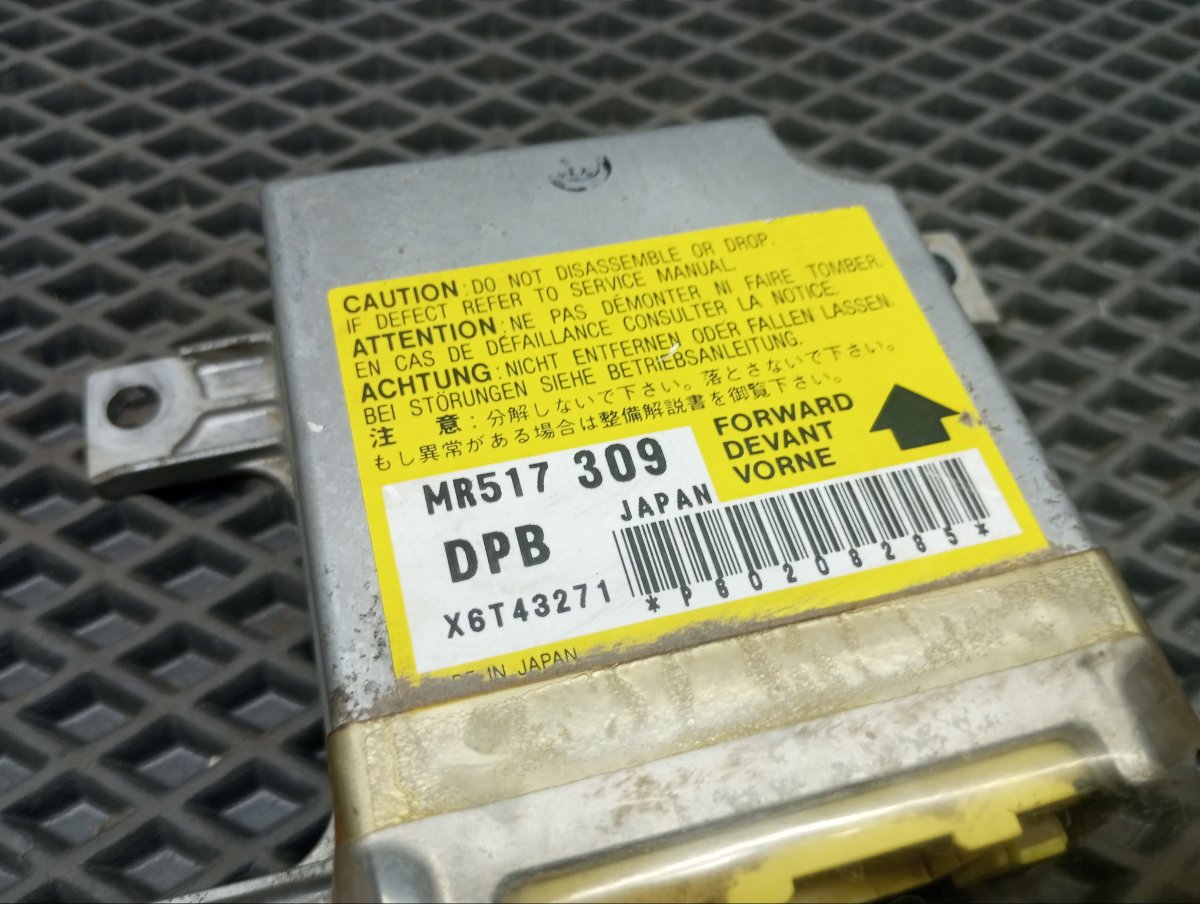 CAUTION : DO NOT DISASSEMBLE OR DROP.
IF DEFECT REFER TO SERVICE MANUAL.
ATTENTION : NE PAS DÉMONTER NI FAIRE TOMBER.
EN CAS DE DÉFAILLANCE CONSULTER LA NOTICE.
ACHTUNG : NICHT ENTFERNEN ODER FALLEN LASSEN.
BEI STÖRUNGEN SIEHE BETRIEBSANLEITUNG.
注 意 : 分解しないで下さい。落とさないで下さい。
もし異常がある場合は整備解説書を御覧下さい。
FORWARD
DEVANT
VORNE
MR517 309
JAPAN
DPB
X6T43271
*P60208285*
IN JAPAN